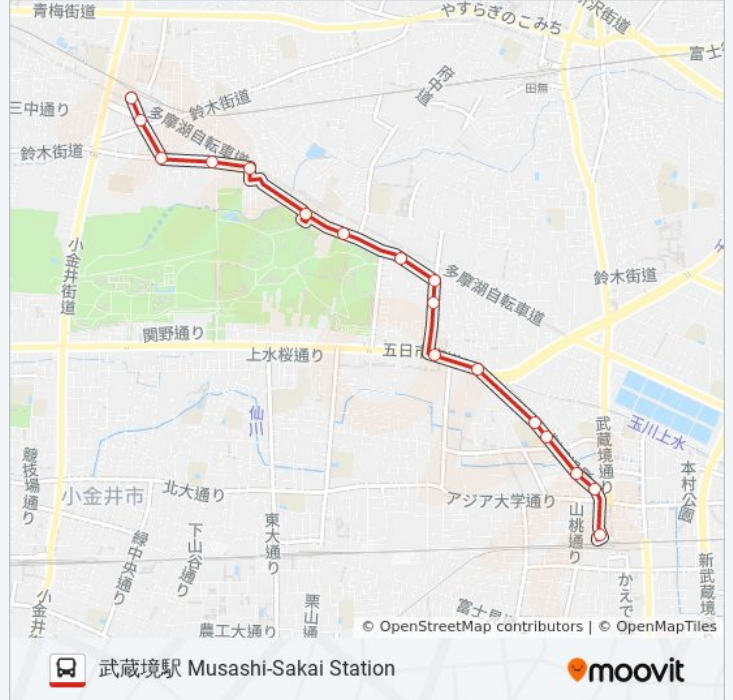 青梅街道
やすらぎのこみち
所沢街道
富士
府中道
田無
鈴木街道
三中通り
多摩湖自転車道
鈴木街道
小金井街道
多摩湖自転車道
鈴木街道
関野通り
上水桜通り
五日市
仙川
武蔵境通り
玉川上水
競技場通り
小金井市
北大通り
アジア大学通り
本村公園
緑中央通り
下山谷通り
東大通り
山桃通り
新武蔵境
かえで
小金井
栗山通
富士見
農工大通り
© OpenStreetMap contributors | © OpenMapTiles
武蔵境駅 Musashi-Sakai Station
moovit